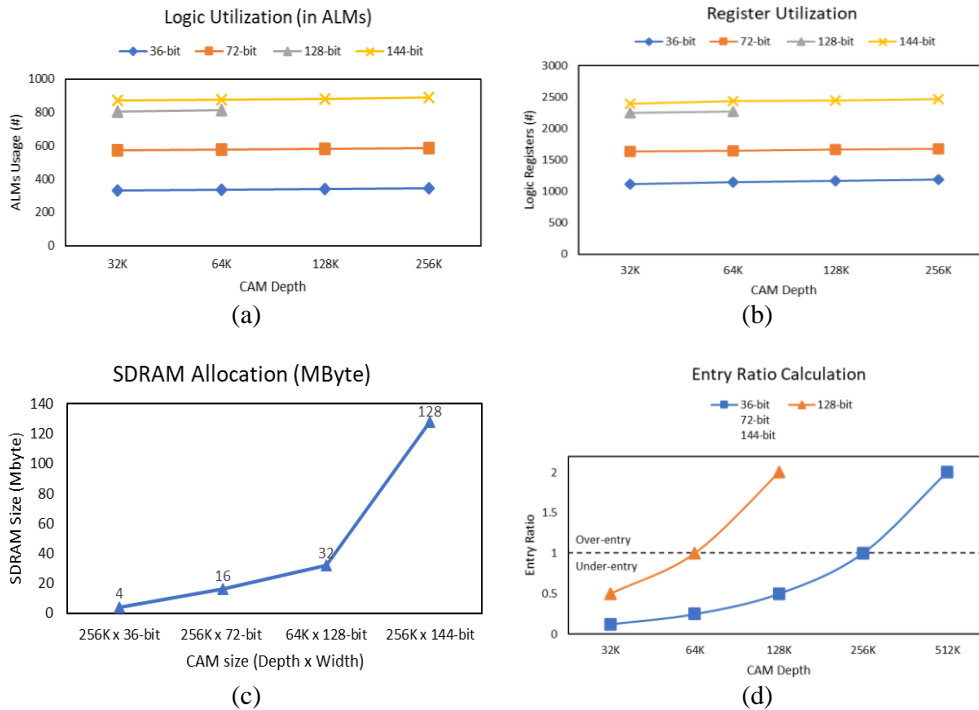 Logic Utilization (in ALMs)
36-bit 72-bit 128-bit 144-bit
1000
800
600
400
200
0
ALMs Usage (#)
32K 64K 128K 256K
CAM Depth
(a)
Register Utilization
36-bit 72-bit 128-bit 144-bit
3000
2500
2000
1500
1000
500
0
Logic Registers (#)
32K 64K 128K 256K
CAM Depth
(b)
SDRAM Allocation (MByte)
140
120
100
80
60
40
20
0
SDRAM Size (Mbyte)
4
16
32
128
256K x 36-bit 256K x 72-bit 64K x 128-bit 256K x 144-bit
CAM size (Depth x Width)
(c)
Entry Ratio Calculation
36-bit 128-bit
72-bit
144-bit
2
1.5
1
0.5
0
Entry Ratio
Over-entry
Under-entry
32K 64K 128K 256K 512K
CAM Depth
(d)